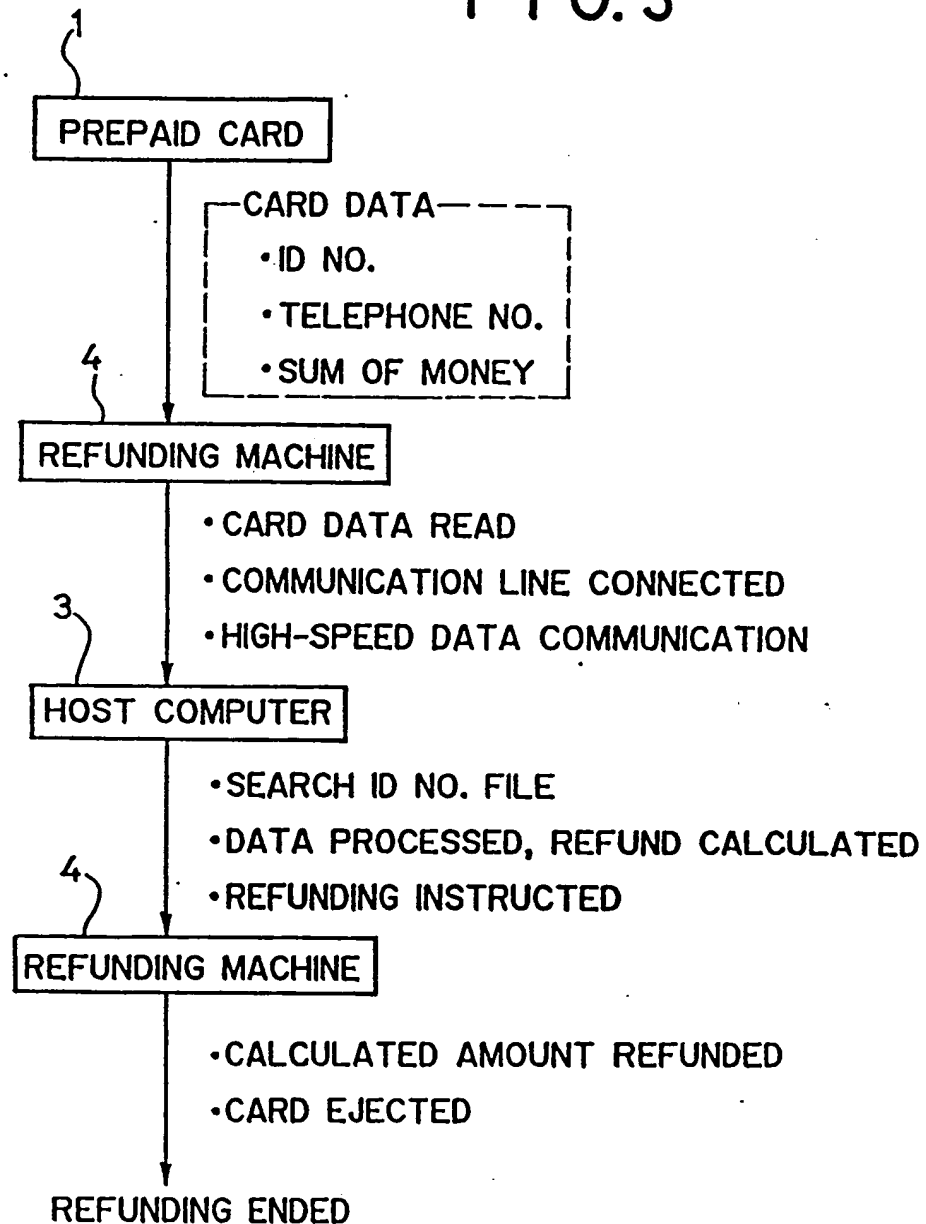 FIG. 3
1
PREPAID CARD
CARD DATA
•ID NO.
•TELEPHONE NO.
•SUM OF MONEY
4
REFUNDING MACHINE
•CARD DATA READ
•COMMUNICATION LINE CONNECTED
•HIGH-SPEED DATA COMMUNICATION
3
HOST COMPUTER
•SEARCH ID NO. FILE
•DATA PROCESSED, REFUND CALCULATED
•REFUNDING INSTRUCTED
4
REFUNDING MACHINE
•CALCULATED AMOUNT REFUNDED
•CARD EJECTED
REFUNDING ENDED